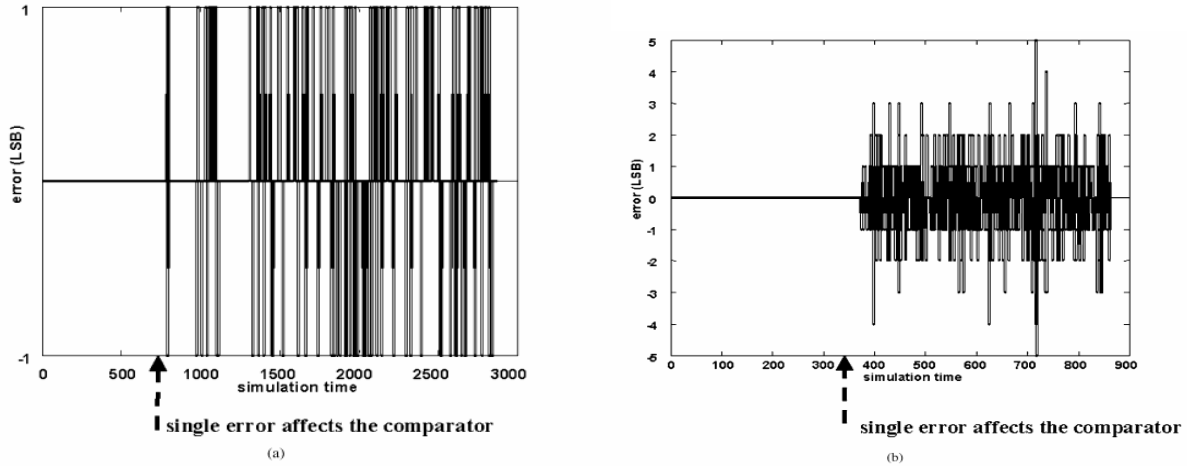 1
error (LSB)
-1
0 500 1000 1500 2000 2500 3000
simulation time
single error affects the comparator
(a)
5
4
3
2
1
0
-1
-2
-3
-4
-5
error (LSB)
0 100 200 300 400 500 600 700 800 900
simulation time
single error affects the comparator
(b)